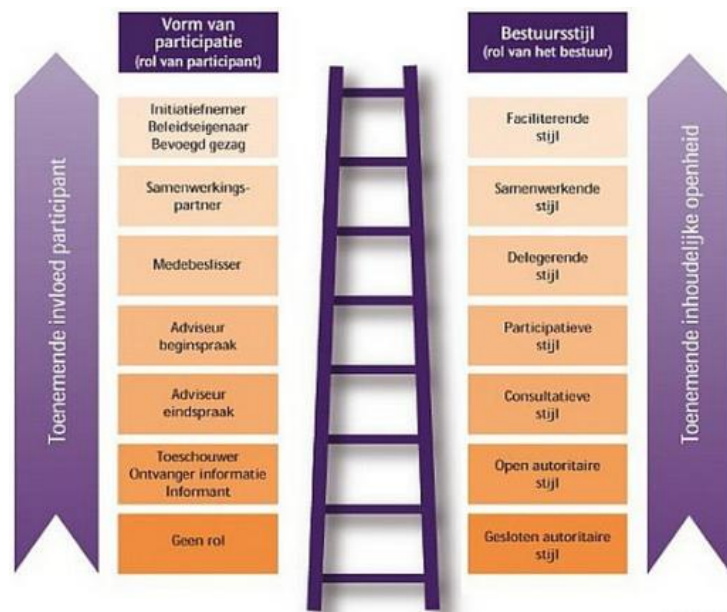 Vorm van
participatie
(rol van participant)
Bestuursstijl
(rol van het bestuur)
Toenemende invloed participant
Initiatiefnemer
Beleidseigenaar
Bevoegd gezag
Faciliterende
stijl
Toenemende inhoudelijke openheid
Samenwerkings-
partner
Samenwerkende
stijl
Medebeslisser
Delegerende
stijl
Adviseur
beginspraak
Participatieve
stijl
Adviseur
eindspraak
Consultatieve
stijl
Toeschouwer
Ontvanger informatie
Informant
Open autoritaire
stijl
Geen rol
Gesloten autoritaire
stijl